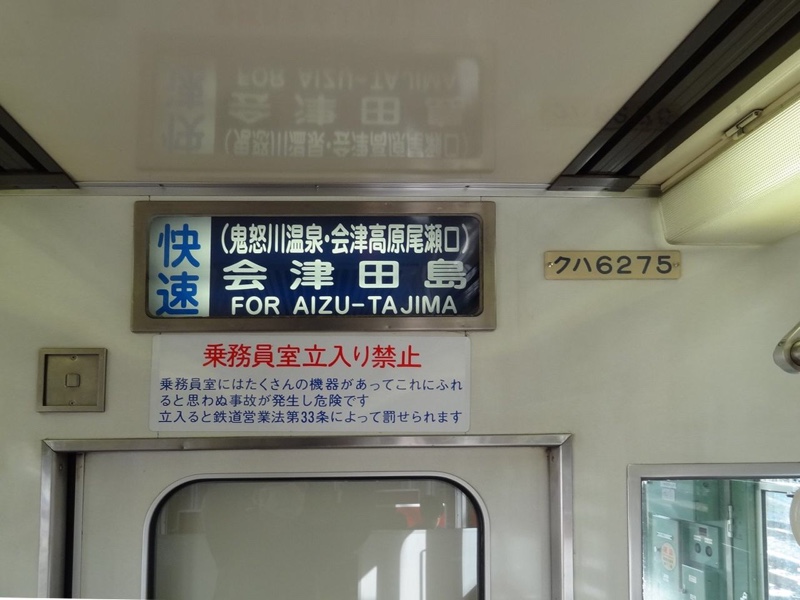 快速
（鬼怒川温泉・会津高原尾瀬口）
会津田島
FOR AIZU-TAJIMA
クハ6275
乗務員室立入り禁止
乗務員室にはたくさんの機器があってこれにふれ
ると思わぬ事故が発生し危険です
立入ると鉄道営業法第33条によって罰せられます